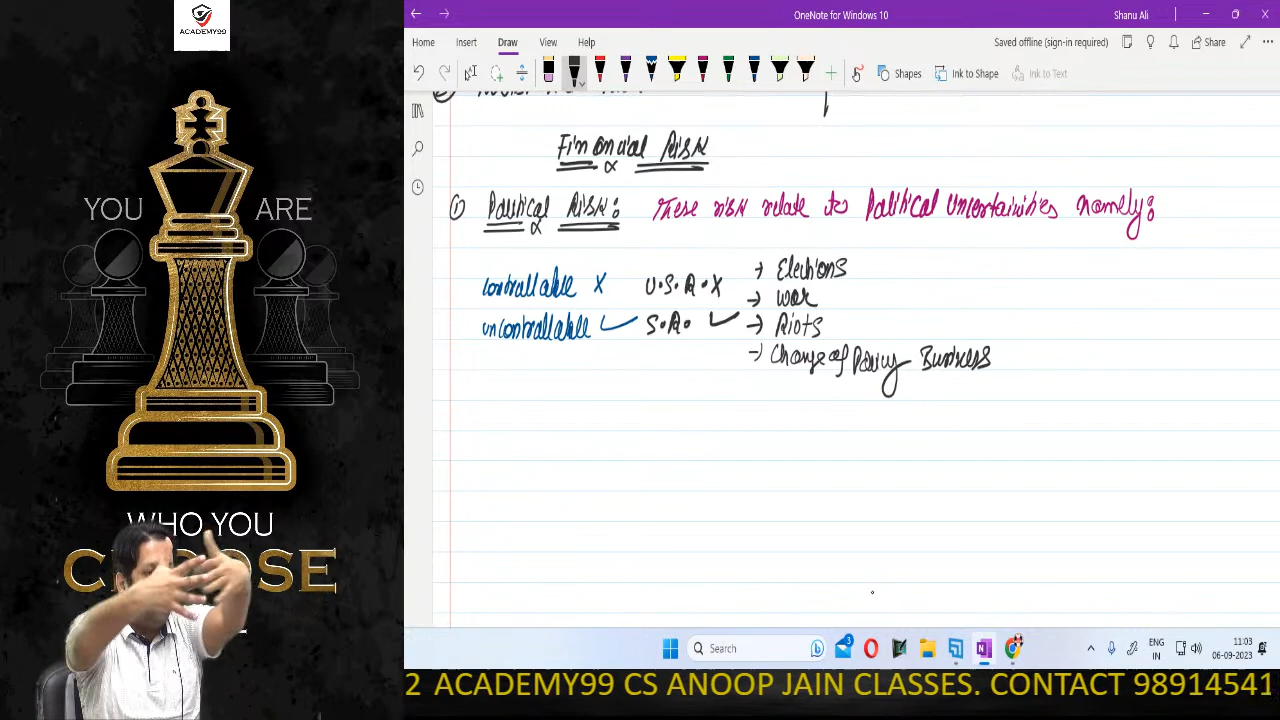 ACADEMY99
YOU ARE
WHO YOU
OneNote for Windows 10
Shanu Ali
Home Insert Draw View Help
Saved offline (sign-in required)
Share
Shapes
Ink to Shape
Ink to Text
Financial Risk
① Political Risk: These risk relate to Political Uncertainities namely:
controllable X U.S.A. X → Elections
→ war
uncontrollable ✓ S.A. ✓ → Riots
→ Change of Policy Business
Search
3
ENG
IN
11:03
06-09-2023
2 ACADEMY99 CS ANOOP JAIN CLASSES. CONTACT 98914541